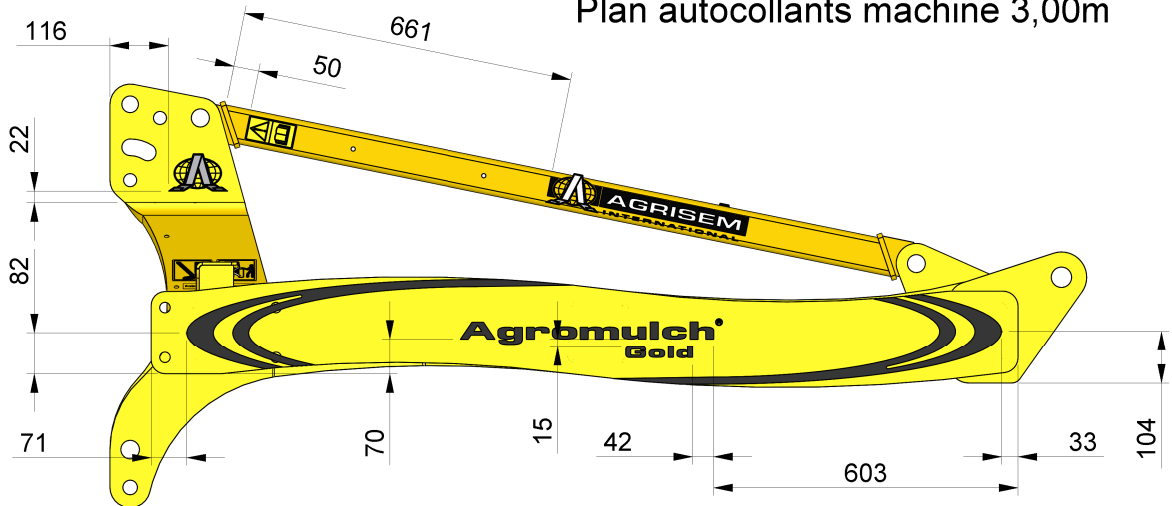 Plan autocollants machine 3,00m
116
661
50
22
AGRISEM
INTERNATIONAL
82
Agromulch®
Gold
71
70
15
42
603
33
104